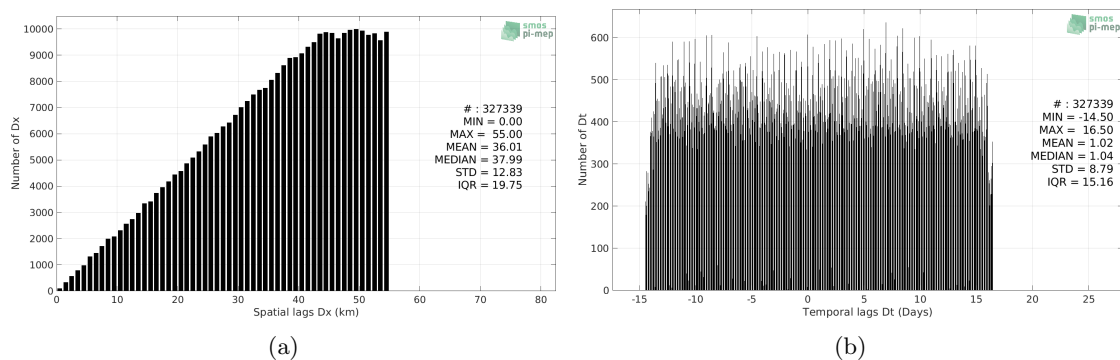 smos
pi-mep
10000
9000
8000
7000
6000
5000
4000
3000
2000
1000
0
Number of Dx
# : 327339
MIN = 0.00
MAX = 55.00
MEAN = 36.01
MEDIAN = 37.99
STD = 12.83
IQR = 19.75
0 10 20 30 40 50 60 70 80
Spatial lags Dx (km)
(a)
smos
pi-mep
600
500
400
300
200
100
0
Number of Dt
# : 327339
MIN = -14.50
MAX = 16.50
MEAN = 1.02
MEDIAN = 1.04
STD = 8.79
IQR = 15.16
-15 -10 -5 0 5 10 15 20 25
Temporal lags Dt (Days)
(b)